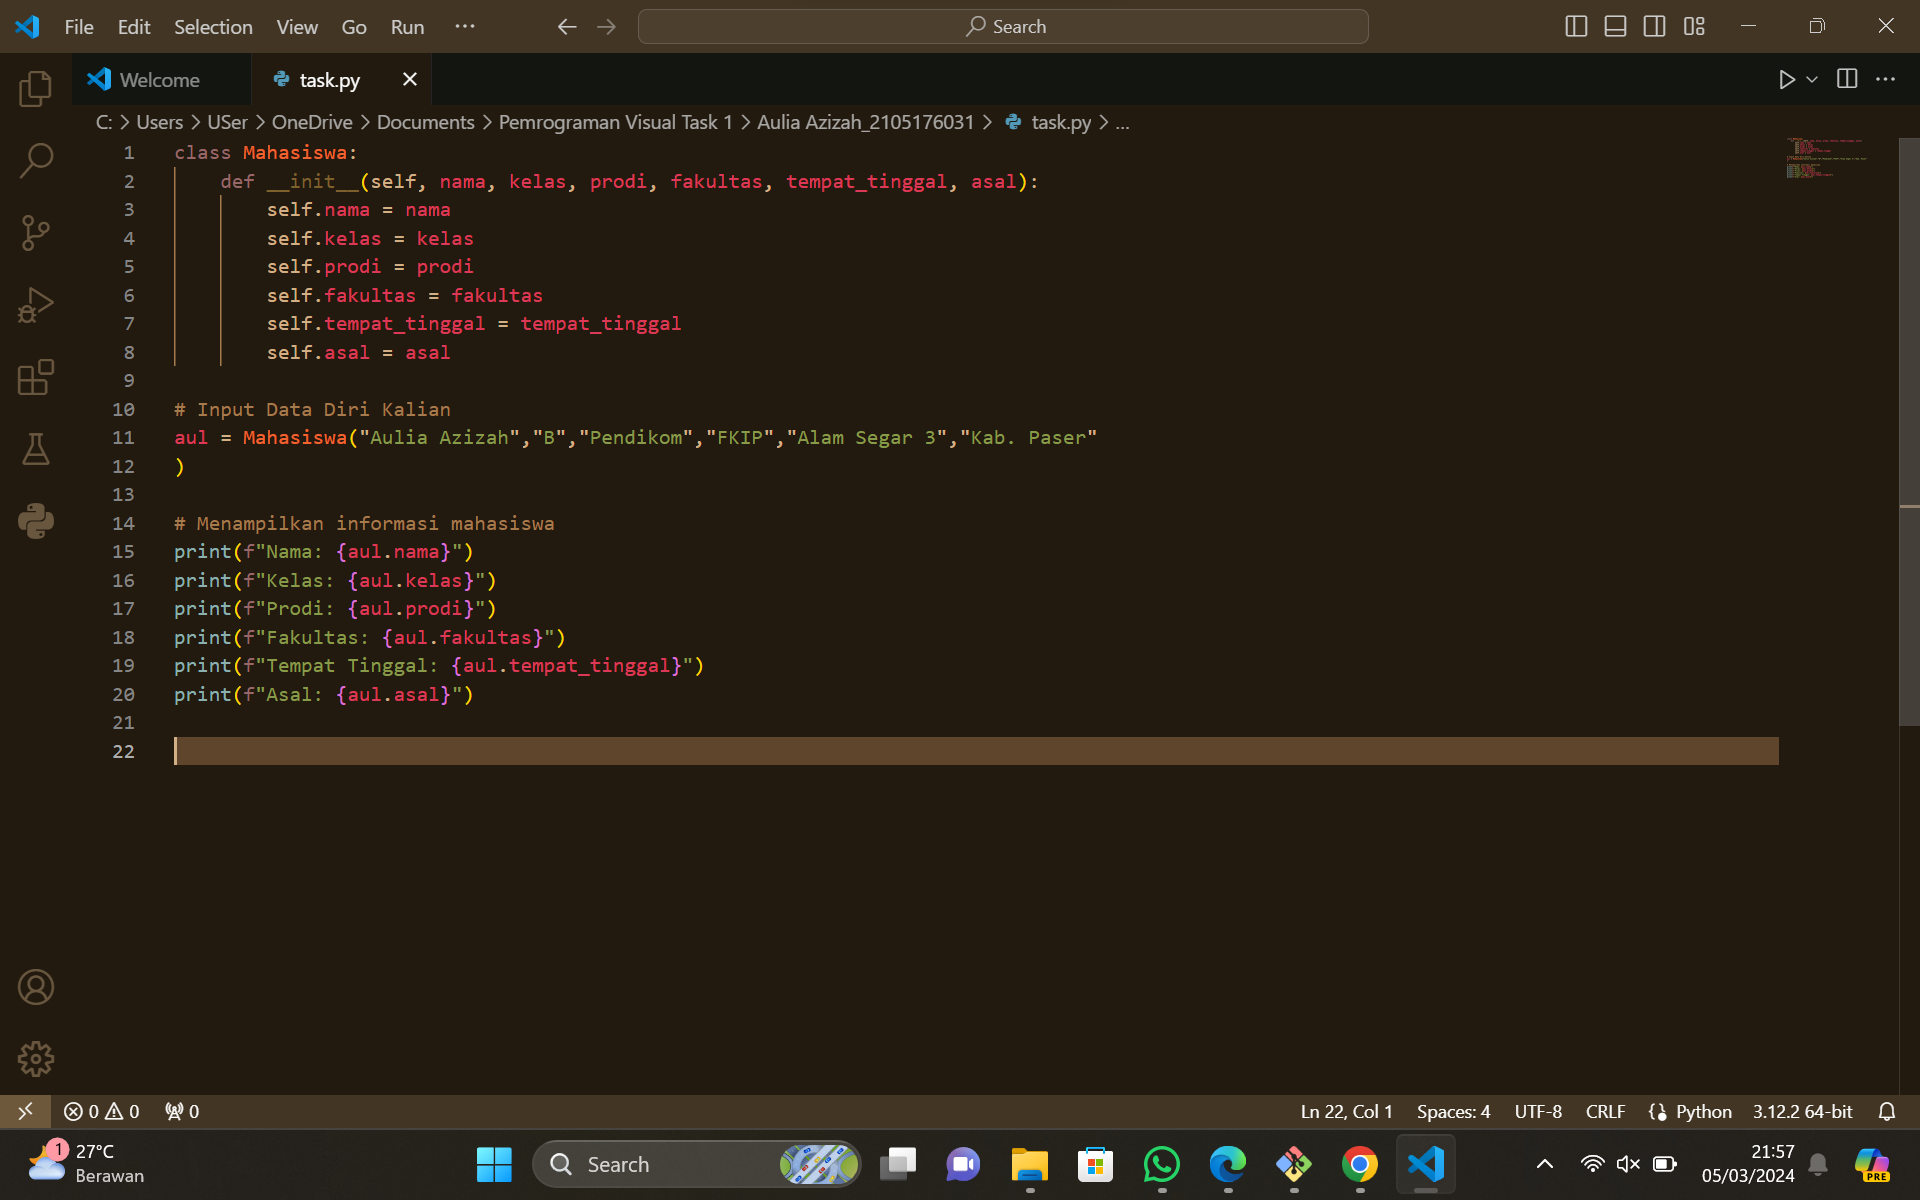 File Edit Selection View Go Run ··· Search
Welcome task.py
C: > Users > USer > OneDrive > Documents > Pemrograman Visual Task 1 > Aulia Azizah_2105176031 > task.py > ...
1 class Mahasiswa:
2     def __init__(self, nama, kelas, prodi, fakultas, tempat_tinggal, asal):
3         self.nama = nama
4         self.kelas = kelas
5         self.prodi = prodi
6         self.fakultas = fakultas
7         self.tempat_tinggal = tempat_tinggal
8         self.asal = asal
9
10 # Input Data Diri Kalian
11 aul = Mahasiswa("Aulia Azizah","B","Pendikom","FKIP","Alam Segar 3","Kab. Paser"
12 )
13
14 # Menampilkan informasi mahasiswa
15 print(f"Nama: {aul.nama}")
16 print(f"Kelas: {aul.kelas}")
17 print(f"Prodi: {aul.prodi}")
18 print(f"Fakultas: {aul.fakultas}")
19 print(f"Tempat Tinggal: {aul.tempat_tinggal}")
20 print(f"Asal: {aul.asal}")
21
22
0 0 0 Ln 22, Col 1 Spaces: 4 UTF-8 CRLF Python 3.12.2 64-bit
1 27°C
Berawan
Search
21:57
05/03/2024
PRE